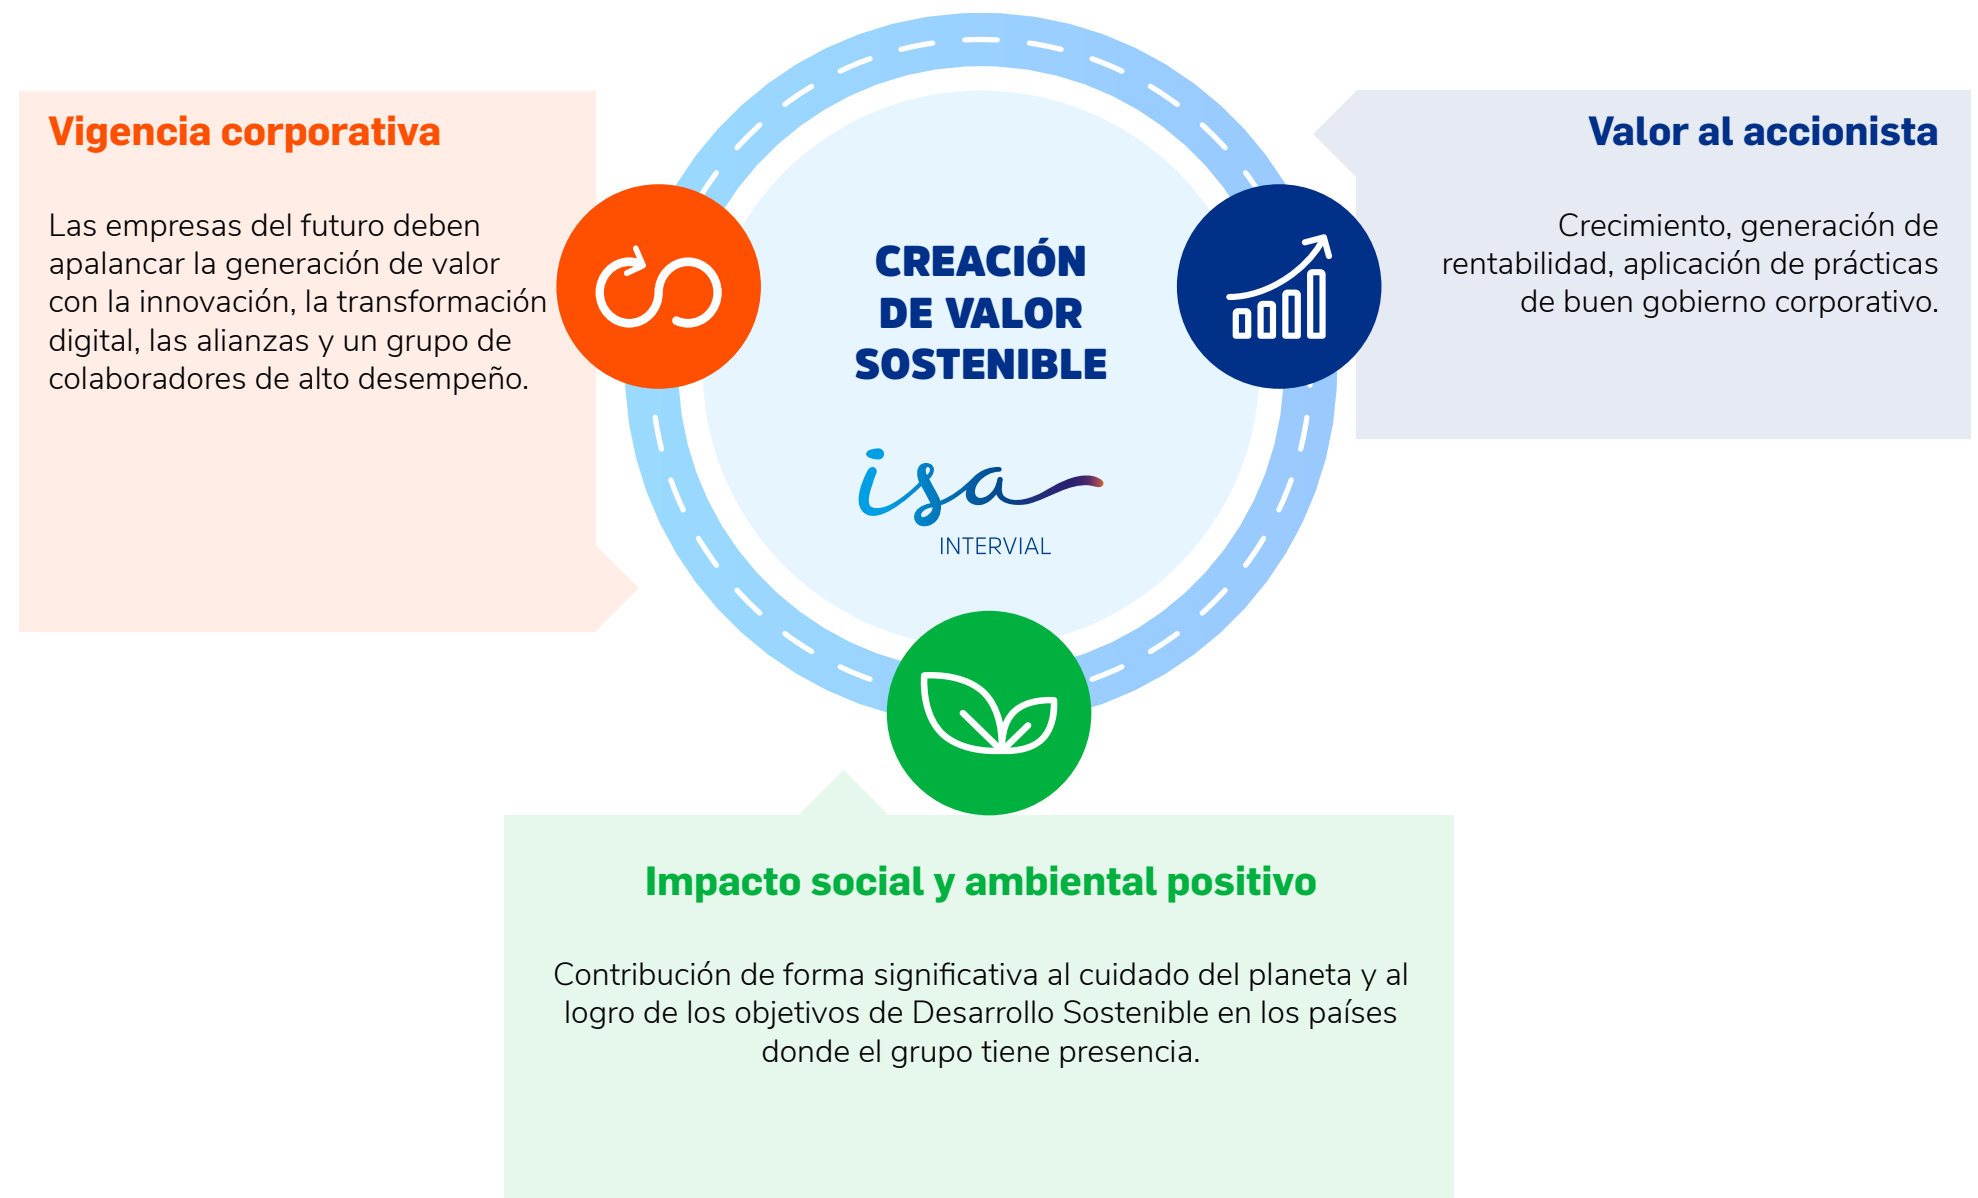 Vigencia corporativa
Las empresas del futuro deben
apalancar la generación de valor
con la innovación, la transformación
digital, las alianzas y un grupo de
colaboradores de alto desempeño.
CREACIÓN
DE VALOR
SOSTENIBLE
isa
INTERVIAL
Valor al accionista
Crecimiento, generación de
rentabilidad, aplicación de prácticas
de buen gobierno corporativo.
Impacto social y ambiental positivo
Contribución de forma significativa al cuidado del planeta y al
logro de los objetivos de Desarrollo Sostenible en los países
donde el grupo tiene presencia.